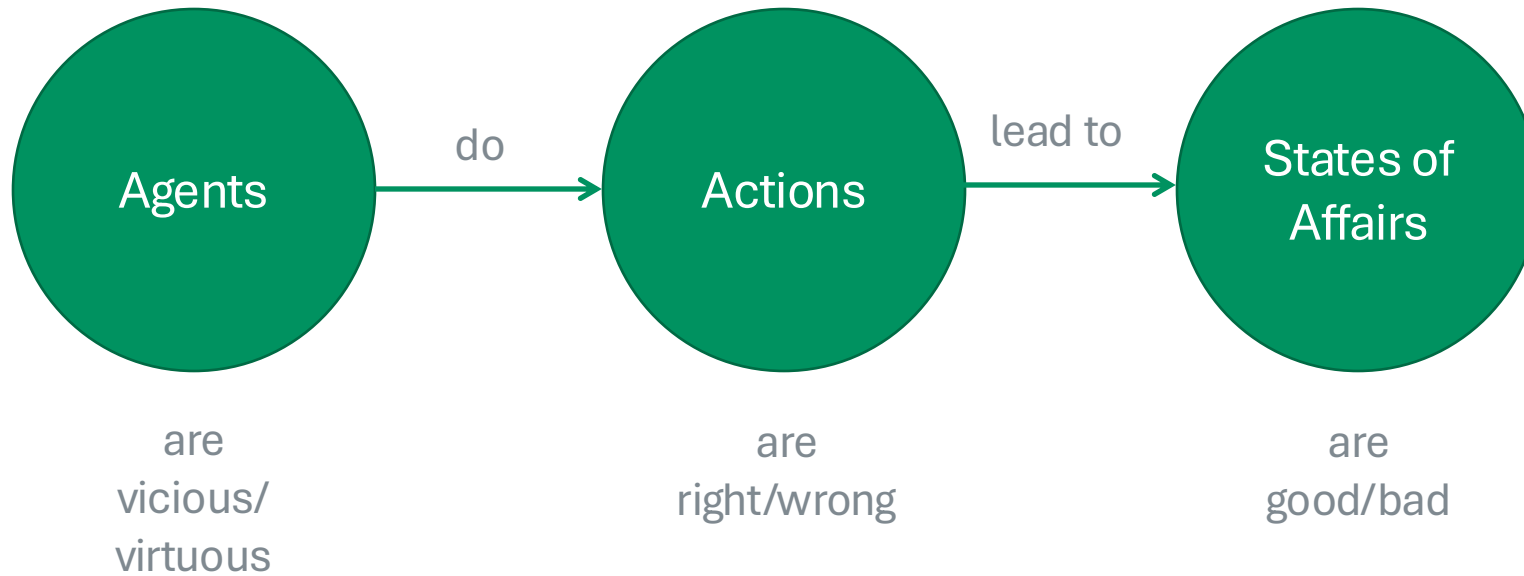 Agents
do
Actions
lead to
States of
Affairs
are
vicious/
virtuous
are
right/wrong
are
good/bad